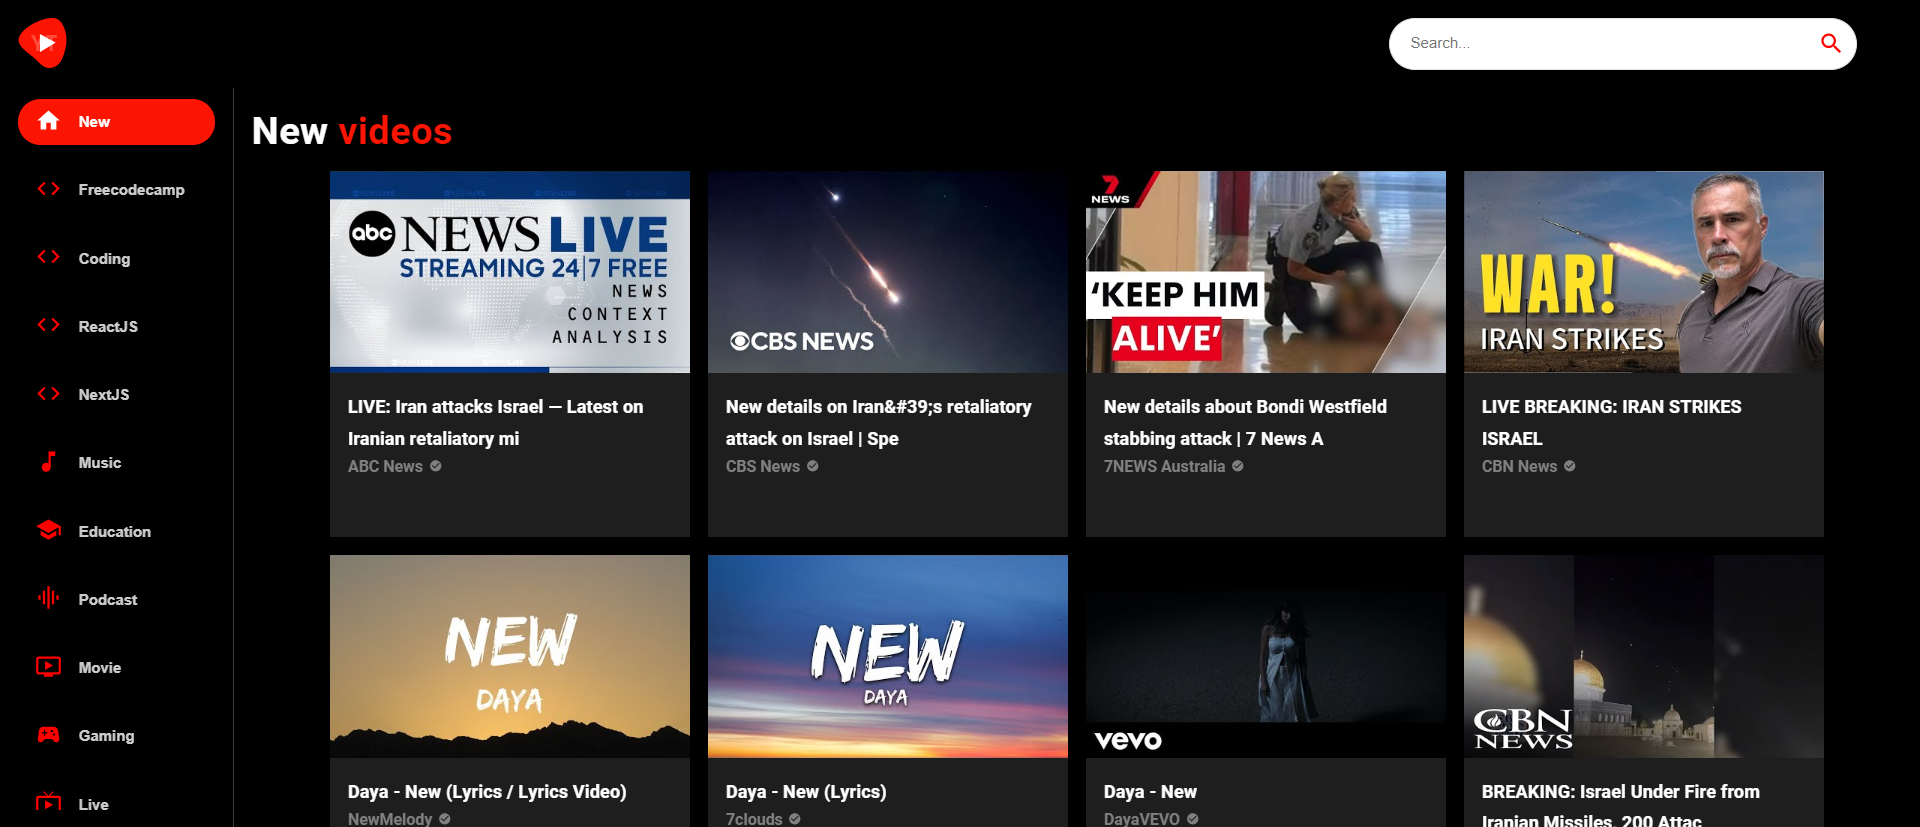 YT
Search...
New
Freecodecamp
Coding
ReactJS
NextJS
Music
Education
Podcast
Movie
Gaming
Live
New videos
abc NEWS LIVE
STREAMING 24|7 FREE
NEWS
CONTEXT
ANALYSIS
LIVE: Iran attacks Israel — Latest on
Iranian retaliatory mi
ABC News
CBS NEWS
New details on Iran&#39;s retaliatory
attack on Israel | Spe
CBS News
7
NEWS
‘KEEP HIM
ALIVE’
New details about Bondi Westfield
stabbing attack | 7 News A
7NEWS Australia
WAR!
IRAN STRIKES
LIVE BREAKING: IRAN STRIKES
ISRAEL
CBN News
NEW
DAYA
Daya - New (Lyrics / Lyrics Video)
NewMelody
NEW
DAYA
Daya - New (Lyrics)
7clouds
vevo
Daya - New
DayaVEVO
CBN
NEWS
BREAKING: Israel Under Fire from
Iranian Missiles, 200 Attac